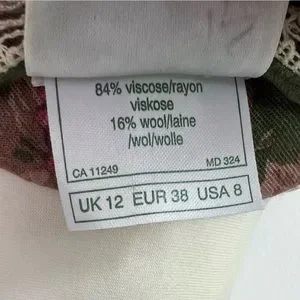 84% viscose/rayon
viskose
16% wool/laine
/wol/wolle
CA 11249 MD 324
UK 12 EUR 38 USA 8